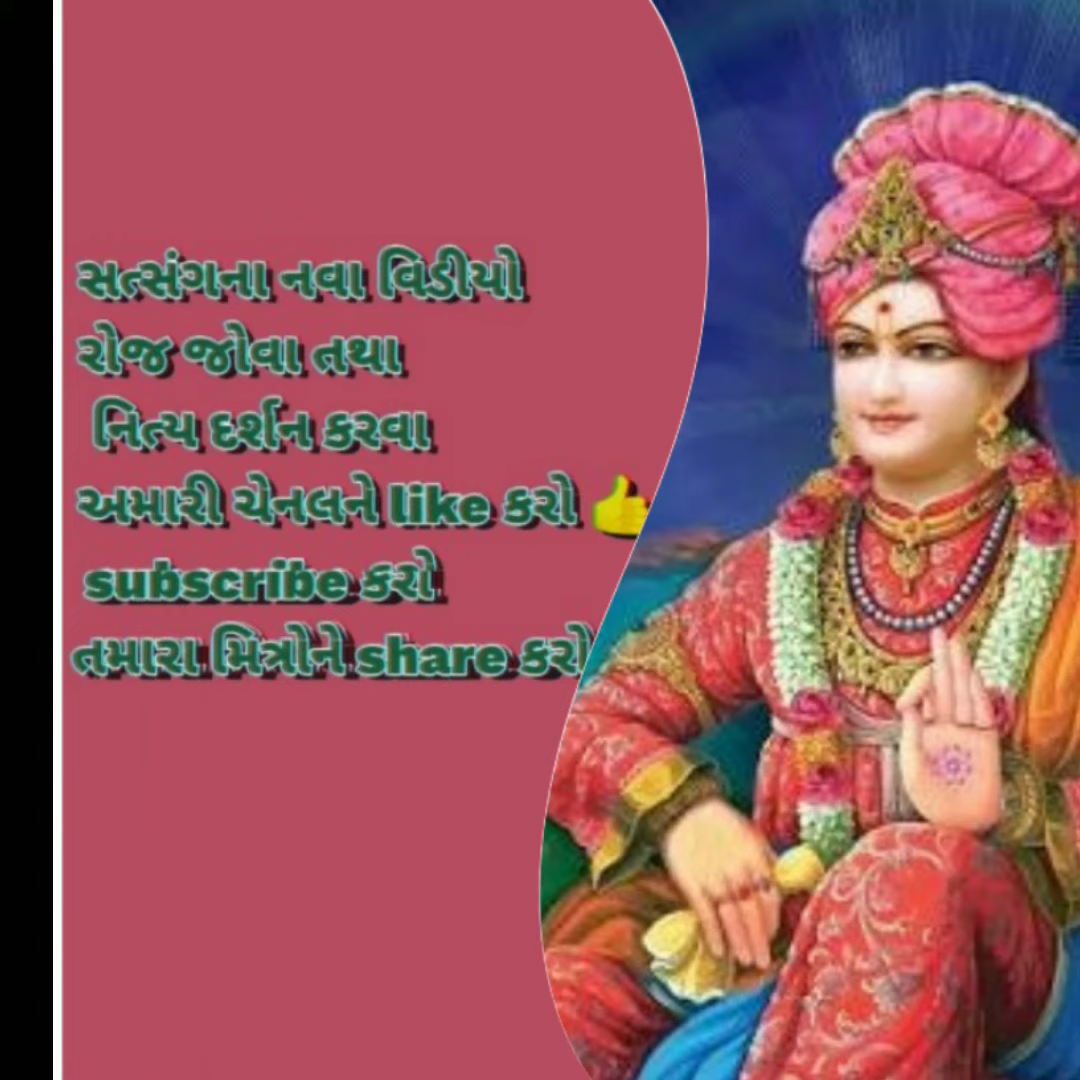 સત્સંગના નવા વિડીયો
રોજ જોવા તથા
નિત્ય દર્શન કરવા
અમારી ચેનલને like કરો 👍
subscribe કરો
તમારા મિત્રોને share કરો